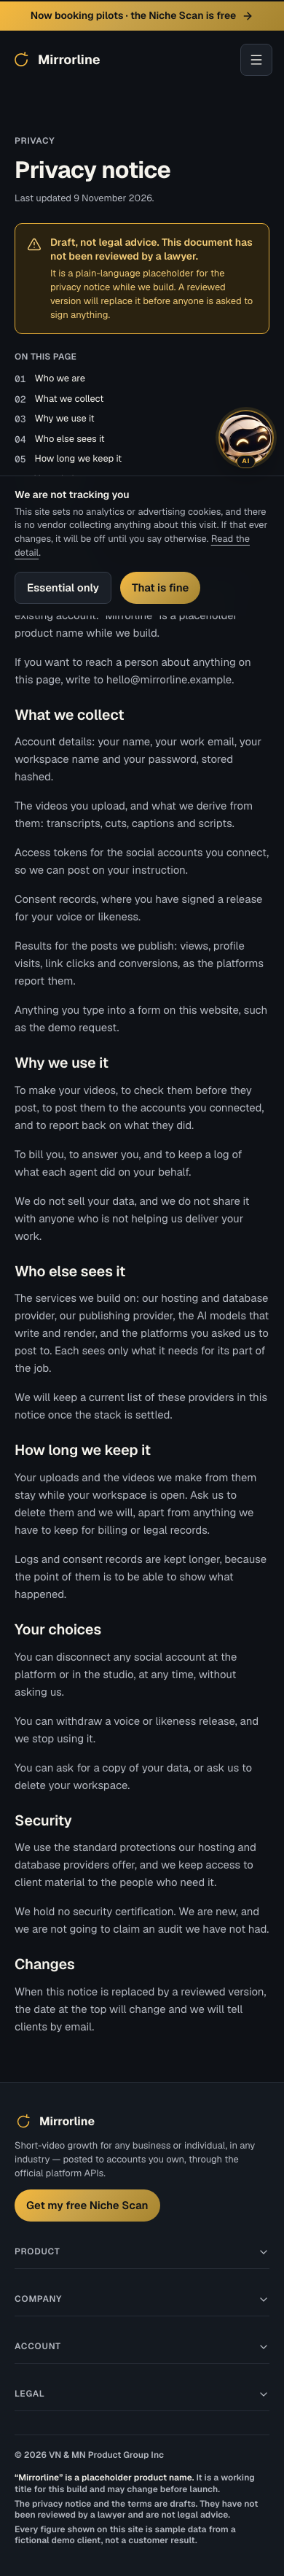 Now booking pilots · the Niche Scan is free →
Mirrorline
PRIVACY
Privacy notice
Last updated 9 November 2026.
Draft, not legal advice. This document has
not been reviewed by a lawyer.
It is a plain-language placeholder for the
privacy notice while we build. A reviewed
version will replace it before anyone is asked to
sign anything.
ON THIS PAGE
01 Who we are
02 What we collect
03 Why we use it
04 Who else sees it
05 How long we keep it
AI
We are not tracking you
This site sets no analytics or advertising cookies, and there
is no vendor collecting anything about this visit. If that ever
changes, it will be off until you say otherwise. Read the
detail.
Essential only
That is fine
existing account. "Mirrorline" is a placeholder
product name while we build.
If you want to reach a person about anything on
this page, write to hello@mirrorline.example.
What we collect
Account details: your name, your work email, your
workspace name and your password, stored
hashed.
The videos you upload, and what we derive from
them: transcripts, cuts, captions and scripts.
Access tokens for the social accounts you connect,
so we can post on your instruction.
Consent records, where you have signed a release
for your voice or likeness.
Results for the posts we publish: views, profile
visits, link clicks and conversions, as the platforms
report them.
Anything you type into a form on this website, such
as the demo request.
Why we use it
To make your videos, to check them before they
post, to post them to the accounts you connected,
and to report back on what they did.
To bill you, to answer you, and to keep a log of
what each agent did on your behalf.
We do not sell your data, and we do not share it
with anyone who is not helping us deliver your
work.
Who else sees it
The services we build on: our hosting and database
provider, our publishing provider, the AI models that
write and render, and the platforms you asked us to
post to. Each sees only what it needs for its part of
the job.
We will keep a current list of these providers in this
notice once the stack is settled.
How long we keep it
Your uploads and the videos we make from them
stay while your workspace is open. Ask us to
delete them and we will, apart from anything we
have to keep for billing or legal records.
Logs and consent records are kept longer, because
the point of them is to be able to show what
happened.
Your choices
You can disconnect any social account at the
platform or in the studio, at any time, without
asking us.
You can withdraw a voice or likeness release, and
we stop using it.
You can ask for a copy of your data, or ask us to
delete your workspace.
Security
We use the standard protections our hosting and
database providers offer, and we keep access to
client material to the people who need it.
We hold no security certification. We are new, and
we are not going to claim an audit we have not had.
Changes
When this notice is replaced by a reviewed version,
the date at the top will change and we will tell
clients by email.
Mirrorline
Short-video growth for any business or individual, in any
industry — posted to accounts you own, through the
official platform APIs.
Get my free Niche Scan
PRODUCT
COMPANY
ACCOUNT
LEGAL
© 2026 VN & MN Product Group Inc
“Mirrorline” is a placeholder product name. It is a working
title for this build and may change before launch.
The privacy notice and the terms are drafts. They have not
been reviewed by a lawyer and are not legal advice.
Every figure shown on this site is sample data from a
fictional demo client, not a customer result.